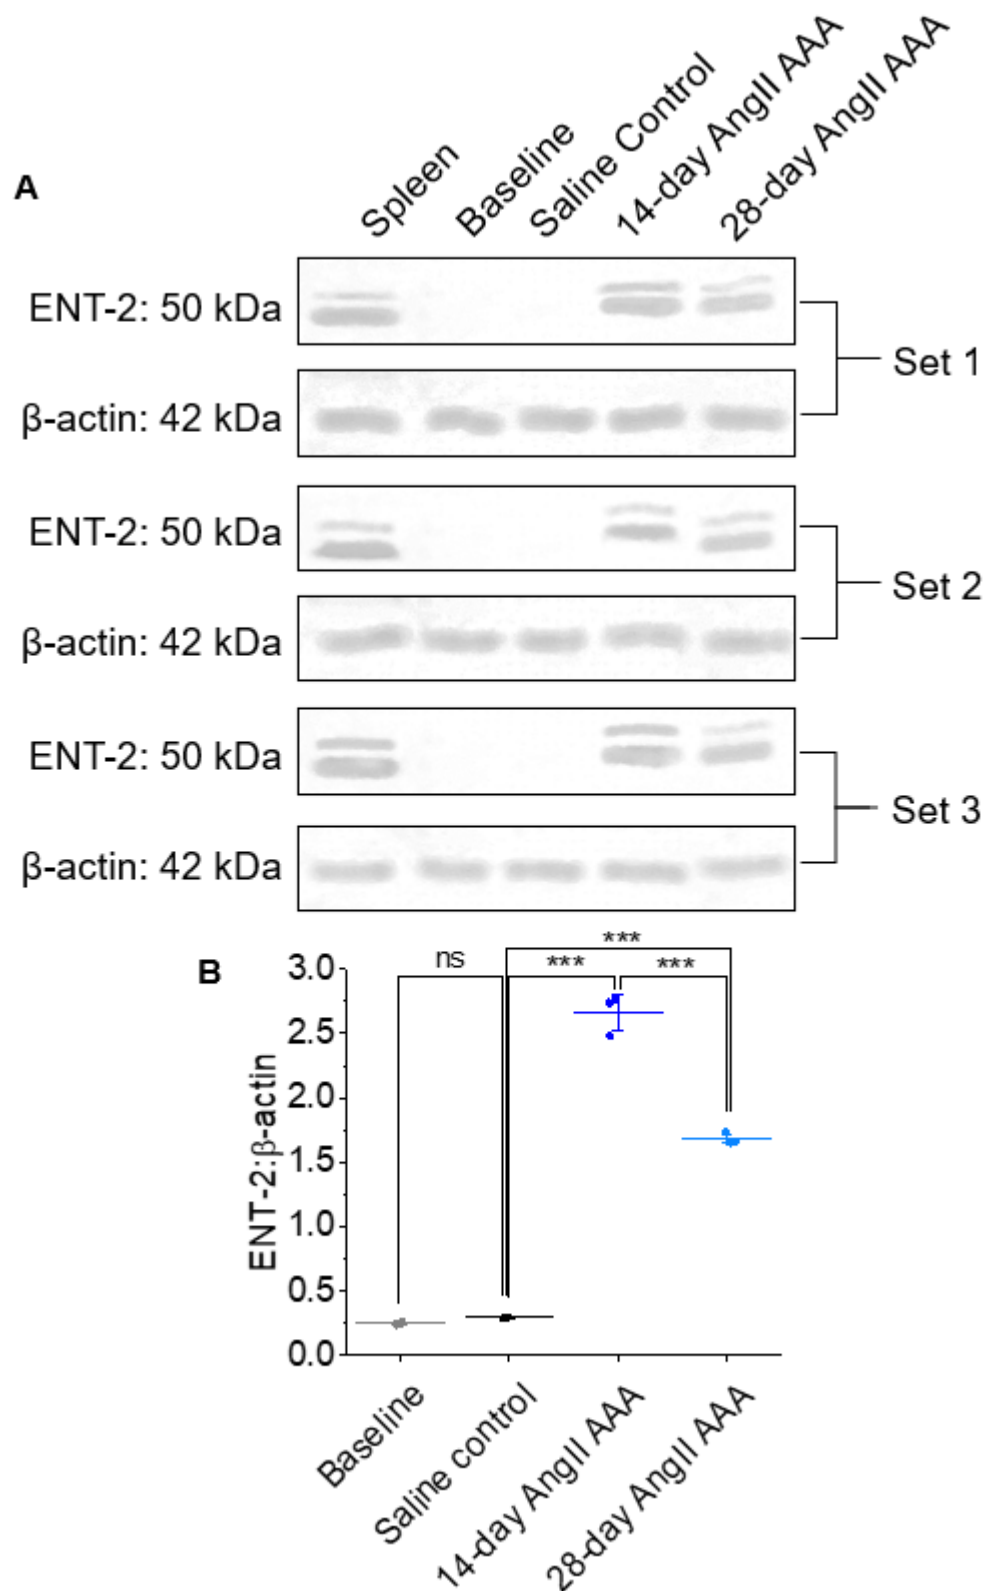 A
Spleen
Baseline
Saline Control
14-day AngII AAA
28-day AngII AAA
ENT-2: 50 kDa
β-actin: 42 kDa
Set 1
ENT-2: 50 kDa
β-actin: 42 kDa
Set 2
ENT-2: 50 kDa
β-actin: 42 kDa
Set 3
B
ns
***
***
***
ENT-2:β-actin
3.0
2.5
2.0
1.5
1.0
0.5
0.0
Baseline
Saline control
14-day AngII AAA
28-day AngII AAA